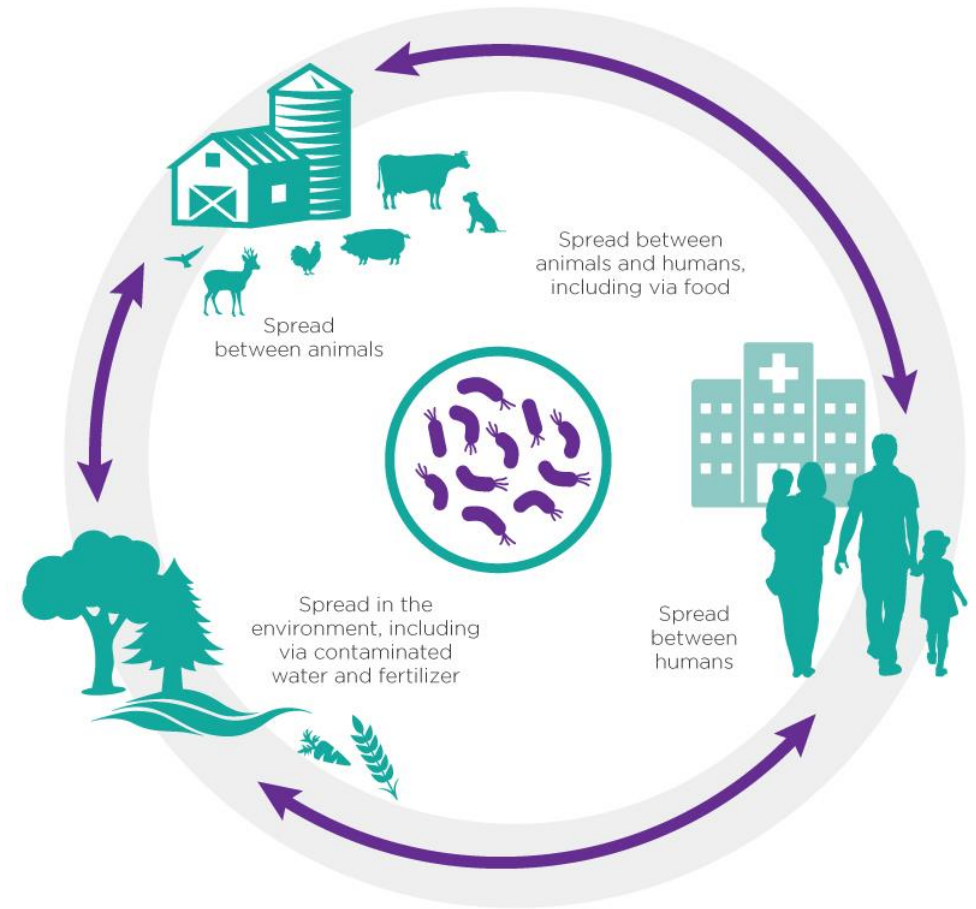 Spread between
animals and humans,
including via food
Spread
between animals
Spread in the
environment, including
via contaminated
water and fertilizer
Spread
between
humans